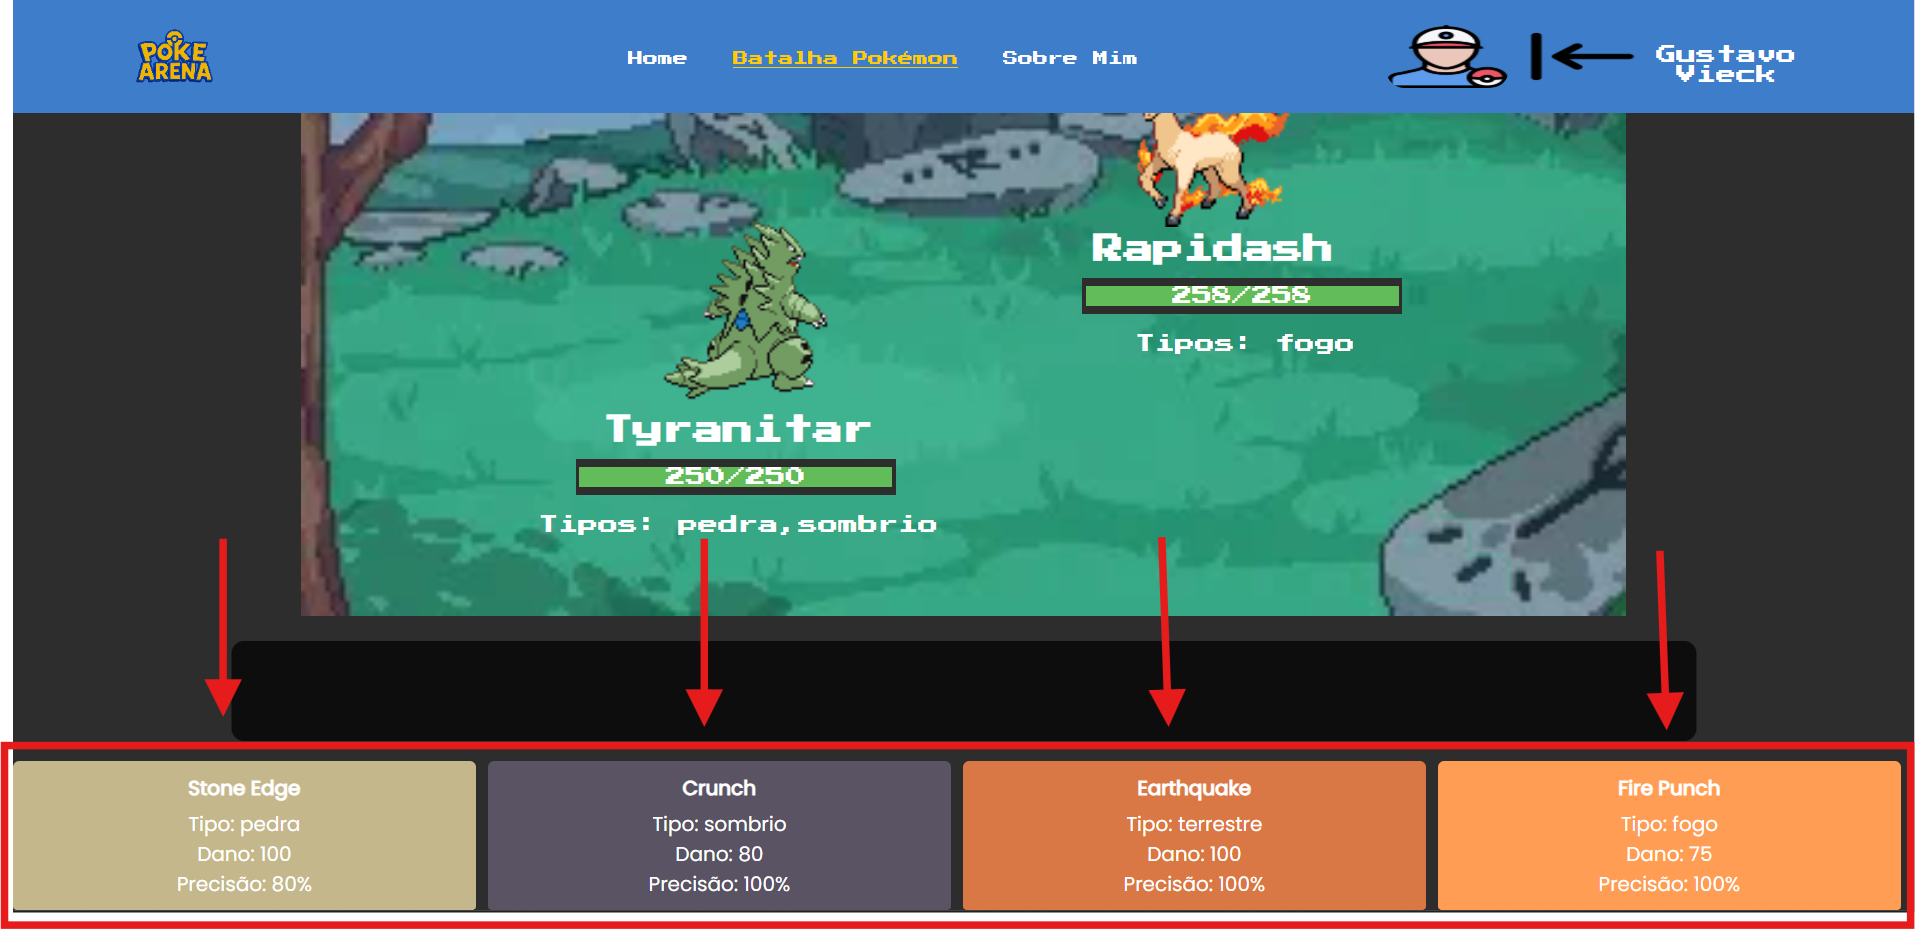 POKE
ARENA
Home
Batalha Pokémon
Sobre Mim
Gustavo
Vieck
Rapidash
258/258
Tipos: fogo
Tyranitar
250/250
Tipos: pedra,sombrio
Stone Edge
Tipo: pedra
Dano: 100
Precisão: 80%
Crunch
Tipo: sombrio
Dano: 80
Precisão: 100%
Earthquake
Tipo: terrestre
Dano: 100
Precisão: 100%
Fire Punch
Tipo: fogo
Dano: 75
Precisão: 100%